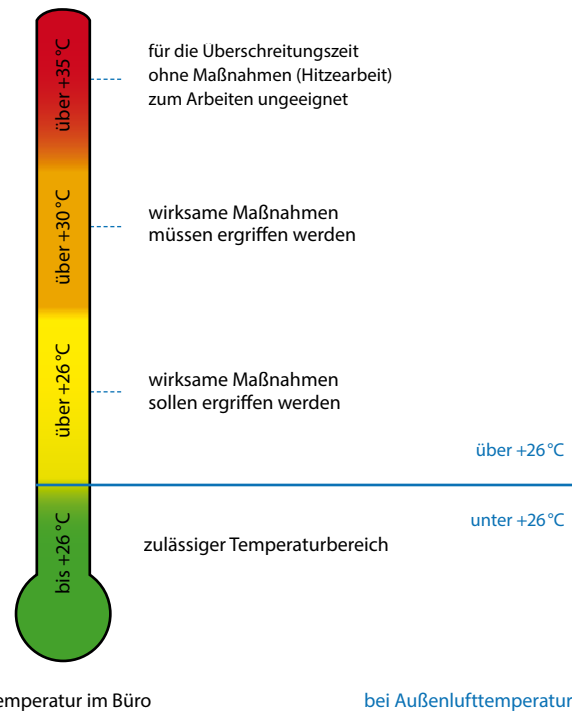 über +35 °C
für die Uberschreitungszeit
ohne Maßnahmen (Hitzearbeit)
zum Arbeiten ungeeignet
über +30 °C
wirksame Maßnahmen
müssen ergriffen werden
über +26 °C
wirksame Maßnahmen
sollen ergriffen werden
über +26 °C
unter +26 °C
bis +26 °C
zulässiger Temperaturbereich
emperatur im Büro
bei Außenlufttemperatur